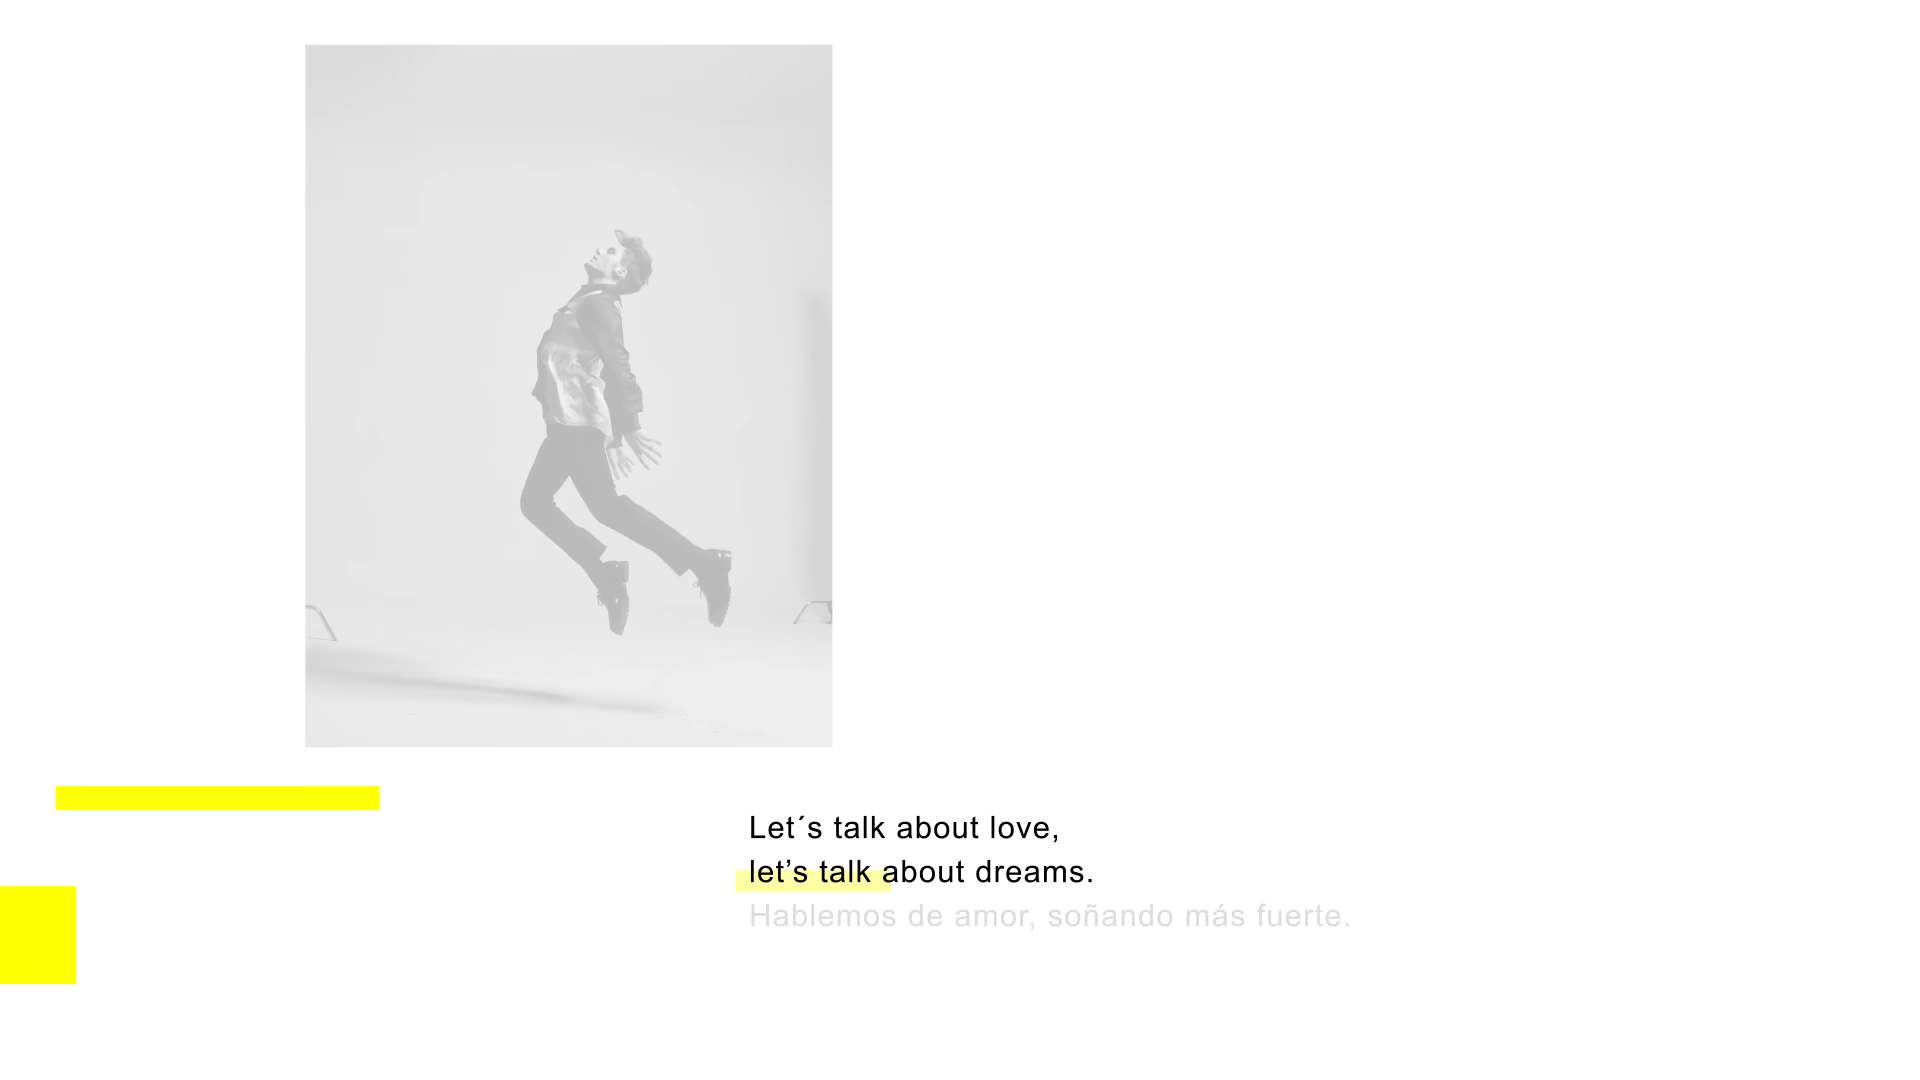 Let´s talk about love,
let’s talk about dreams.
Hablemos de amor, soñando más fuerte.